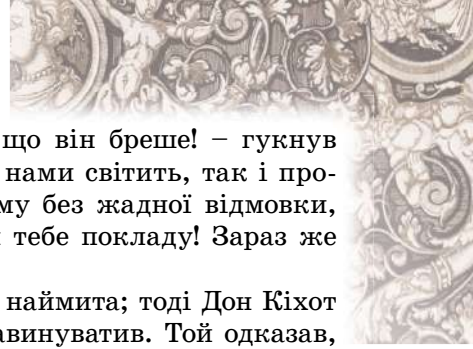 що він бреше! – гукнув
нами світить, так і про-
му без жадної відмовки,
тебе покладу! Зараз же
наймита; тоді Дон Кіхот
авинуватив. Той одказав,